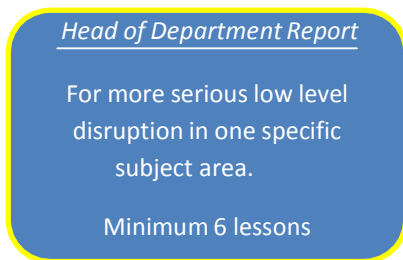 Head of Department Report
For more serious low level
disruption in one specific
subject area.
Minimum 6 lessons